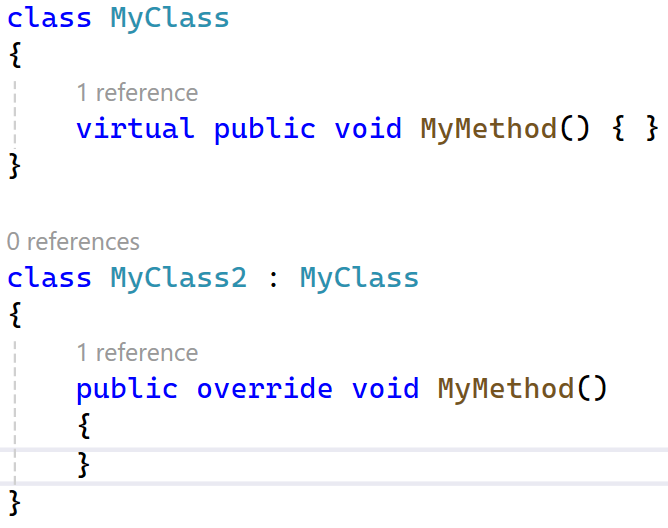 class MyClass
{
1 reference
virtual public void MyMethod() { }
}
0 references
class MyClass2 : MyClass
{
1 reference
public override void MyMethod()
{
}
}